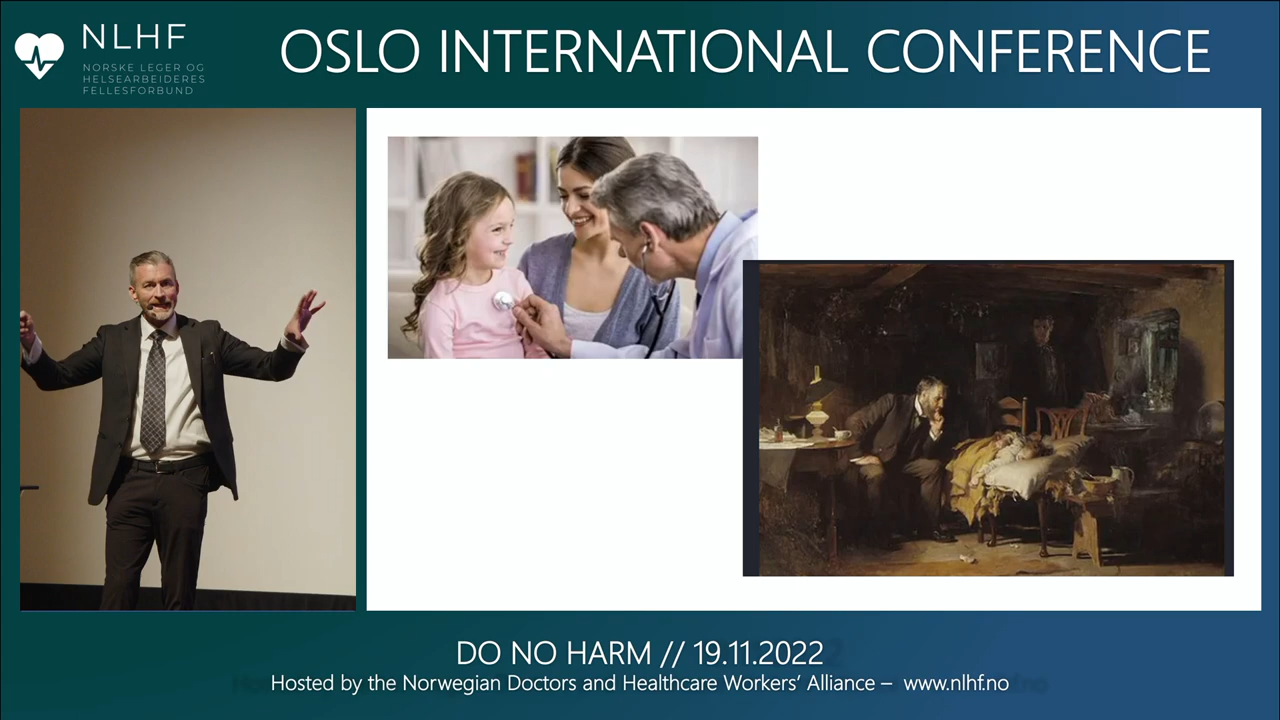 NLHF
NORSKE LEGER OG
HELSEARBEIDERES
FELLESFORBUND
OSLO INTERNATIONAL CONFERENCE
DO NO HARM // 19.11.2022
Hosted by the Norwegian Doctors and Healthcare Workers' Alliance – www.nlhf.no